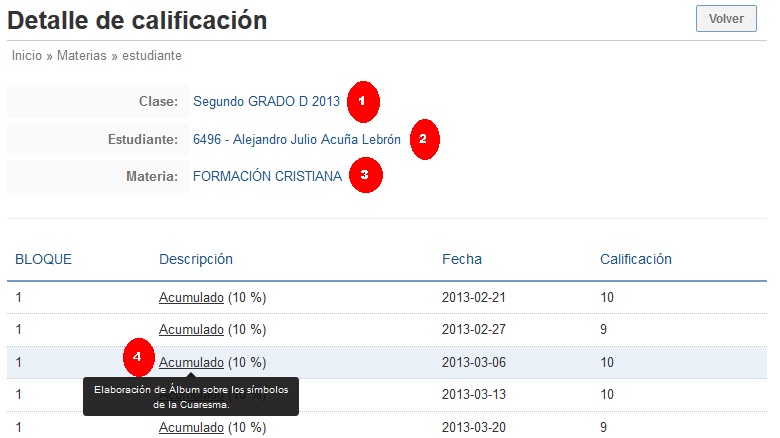 Detalle de calificación
Volver
Inicio » Materias » estudiante
Clase: Segundo GRADO D 2013 1
Estudiante: 6496 - Alejandro Julio Acuña Lebrón 2
Materia: FORMACIÓN CRISTIANA 3
BLOQUE Descripción Fecha Calificación
1 Acumulado (10 %) 2013-02-21 10
1 Acumulado (10 %) 2013-02-27 9
4
1 Acumulado (10 %) 2013-03-06 10
Elaboración de Álbum sobre los símbolos
de la Cuaresma.
1 2013-03-13 10
1 Acumulado (10 %) 2013-03-20 9